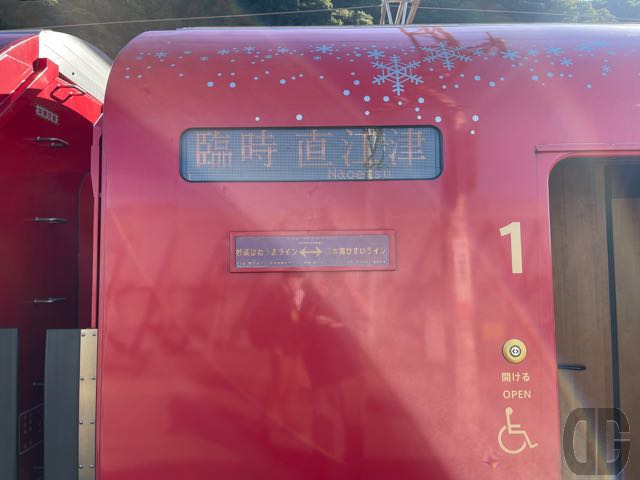 臨時 直江津
Naoetsu
妙高はねうまライン⟷日本海ひすいライン
1
開ける
OPEN